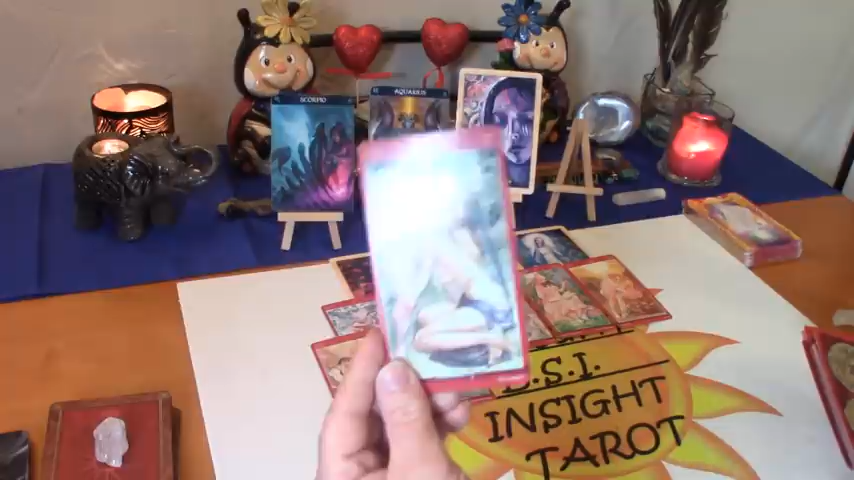 SCORPIO
AQUARIUS
.S.I.
INSIGHT
TAROT